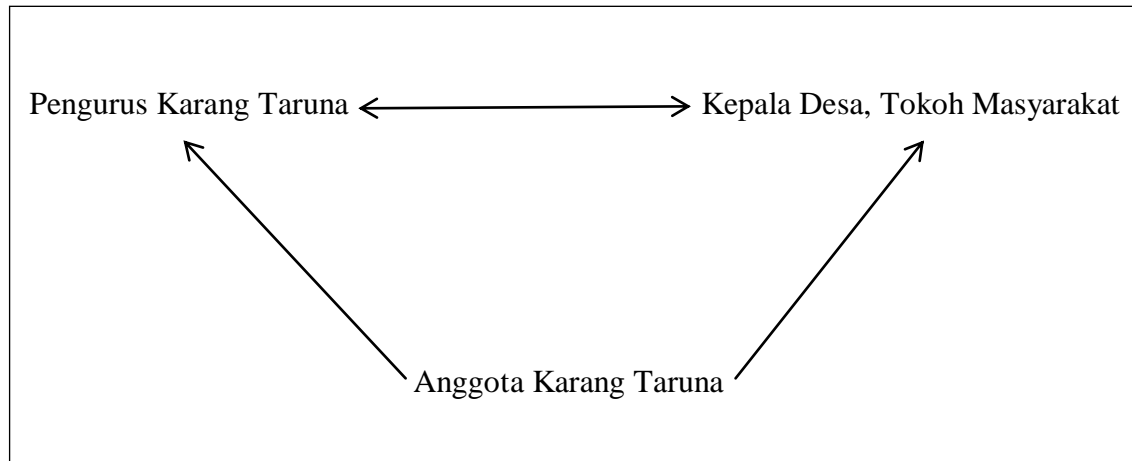 Pengurus Karang Taruna
Kepala Desa, Tokoh Masyarakat
Anggota Karang Taruna